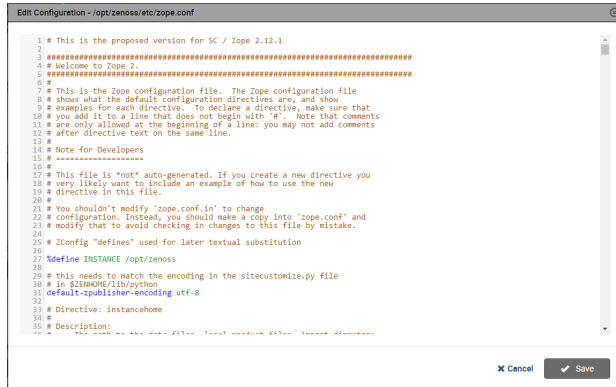 Edit Configuration - /opt/zenoss/etc/zope.conf
1 # This is the proposed version for SC / Zope 2.12.1
2
3 ##############################################################################
4 # Welcome to Zope 2.
5 ##############################################################################
6 #
7 # This is the Zope configuration file.  The Zope configuration file
8 # shows what the default configuration directives are, and show
9 # examples for each directive.  To declare a directive, make sure that
10 # you add it to a line that does not begin with '#'.  Note that comments
11 # are only allowed at the beginning of a line: you may not add comments
12 # after directive text on the same line.
13 #
14 # Note for Developers
15 # ===================
16 #
17 # This file is *not* auto-generated. If you create a new directive you
18 # very likely want to include an example of how to use the new
19 # directive in this file.
20 #
21 # You shouldn't modify 'zope.conf.in' to change
22 # configuration. Instead, you should make a copy into 'zope.conf' and
23 # modify that to avoid checking in changes to this file by mistake.
24
25 # ZConfig "defines" used for later textual substitution
26
27 %define INSTANCE /opt/zenoss
28
29 # this needs to match the encoding in the sitecustomize.py file
30 # in $ZENHOME/lib/python
31 default-zpublisher-encoding utf-8
32
33 # Directive: instancehome
34 #
35 # Description:
Cancel
Save